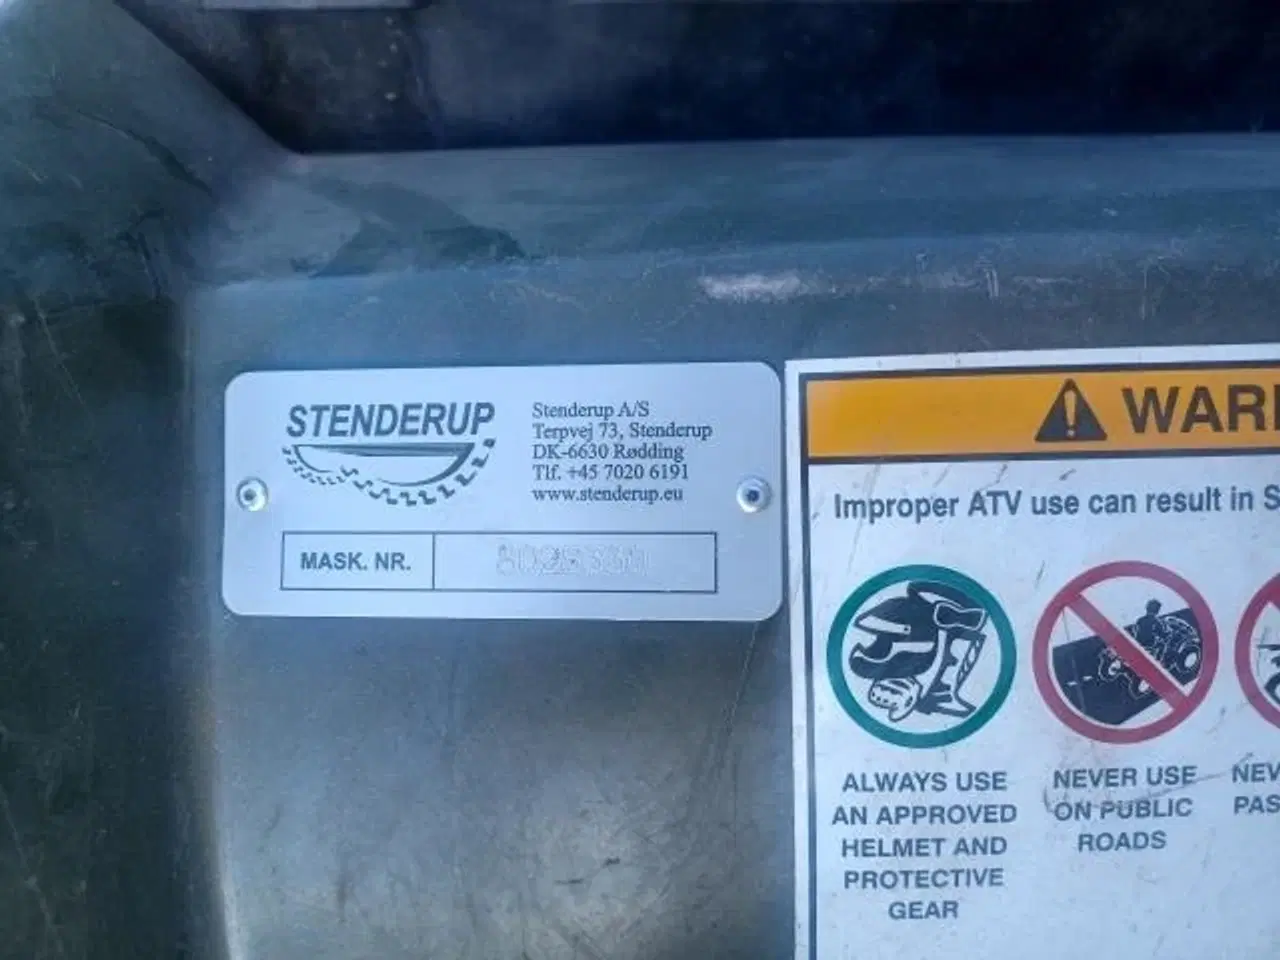 STENDERUP
Stenderup A/S
Terpvej 73, Stenderup
DK-6630 Rødding
Tlf. +45 7020 6191
www.stenderup.eu
MASK. NR.
WAR
Improper ATV use can result in S
ALWAYS USE
AN APPROVED
HELMET AND
PROTECTIVE
GEAR
NEVER USE
ON PUBLIC
ROADS
NEV
PAS